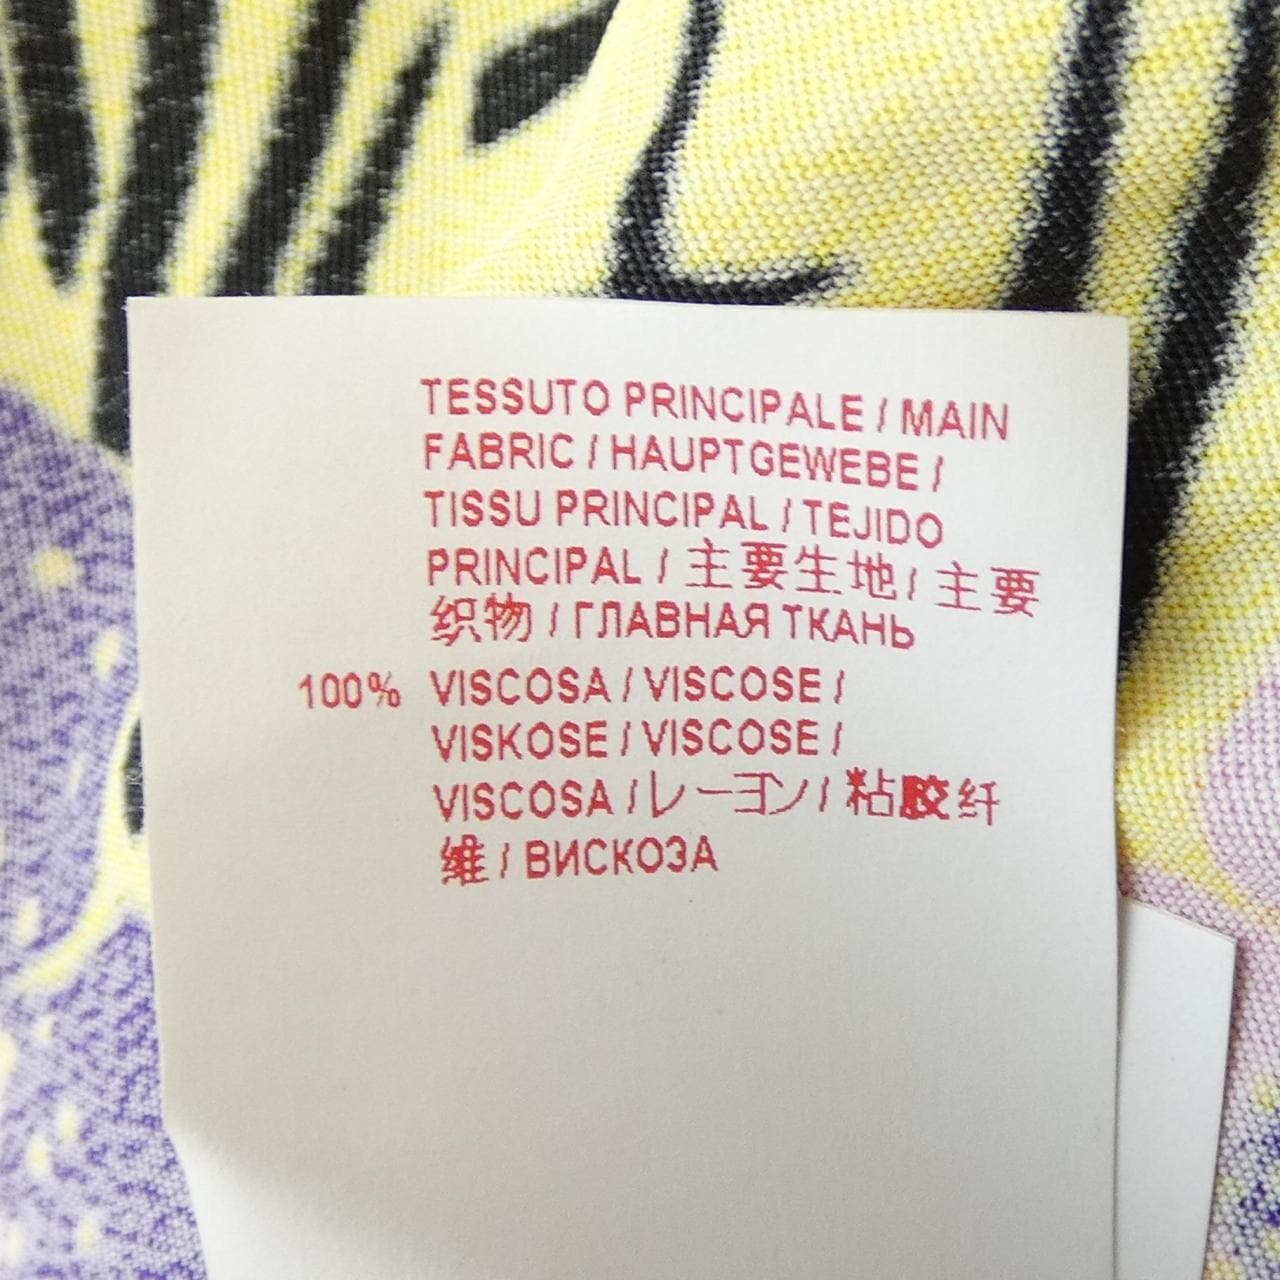 TESSUTO PRINCIPALE / MAIN
FABRIC / HAUPTGEWEBE /
TISSU PRINCIPAL / TEJIDO
PRINCIPAL / 主要生地 / 主要
织物 / ГЛАВНАЯ ТКАНЬ
100% VISCOSA / VISCOSE /
VISKOSE / VISCOSE /
VISCOSA / レーヨン / 粘胶纤
维 / ВИСКОЗА